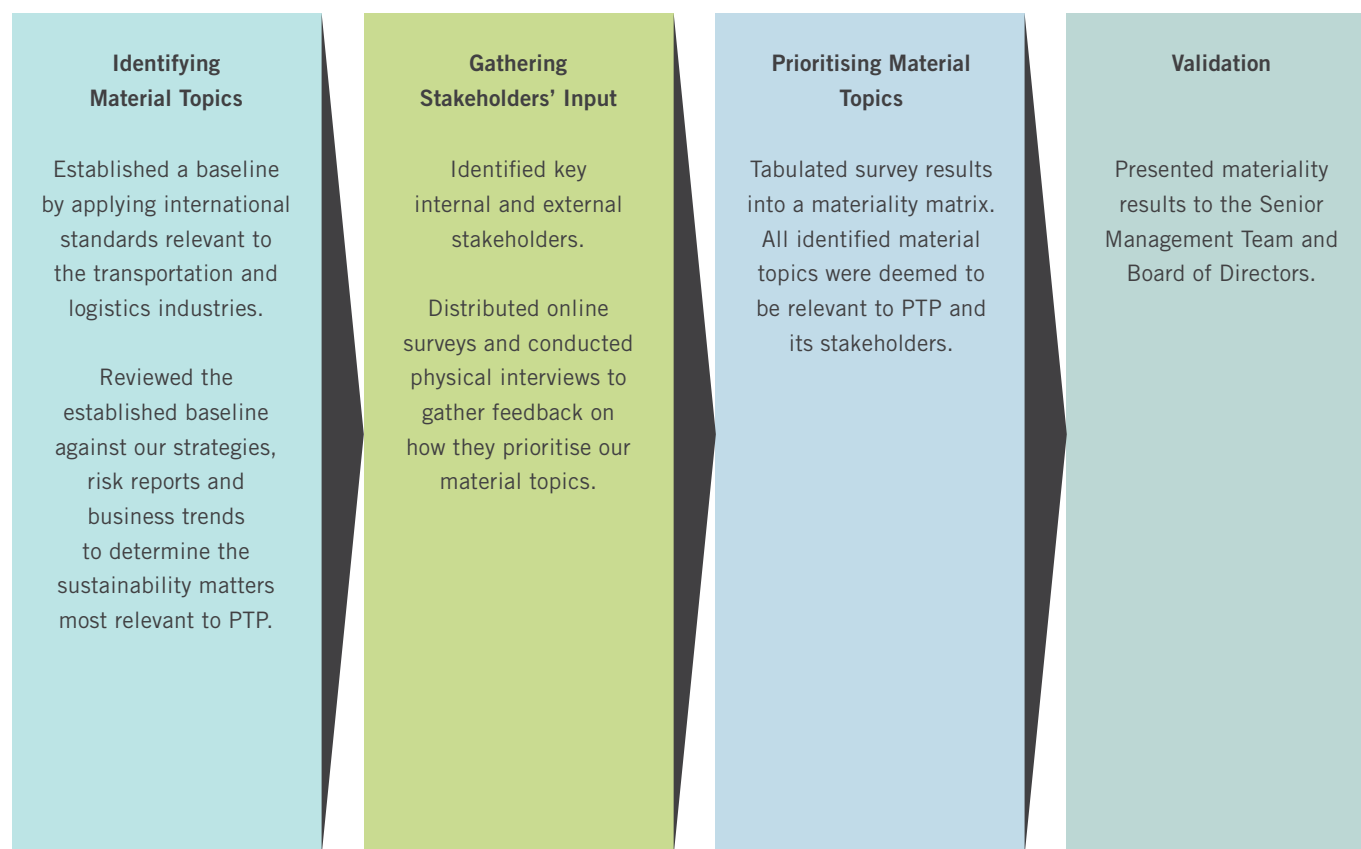 Identifying
Material Topics
Established a baseline
by applying international
standards relevant to
the transportation and
logistics industries.
Reviewed the
established baseline
against our strategies,
risk reports and
business trends
to determine the
sustainability matters
most relevant to PTP.
Gathering
Stakeholders’ Input
Identified key
internal and external
stakeholders.
Distributed online
surveys and conducted
physical interviews to
gather feedback on
how they prioritise our
material topics.
Prioritising Material
Topics
Tabulated survey results
into a materiality matrix.
All identified material
topics were deemed to
be relevant to PTP and
its stakeholders.
Validation
Presented materiality
results to the Senior
Management Team and
Board of Directors.